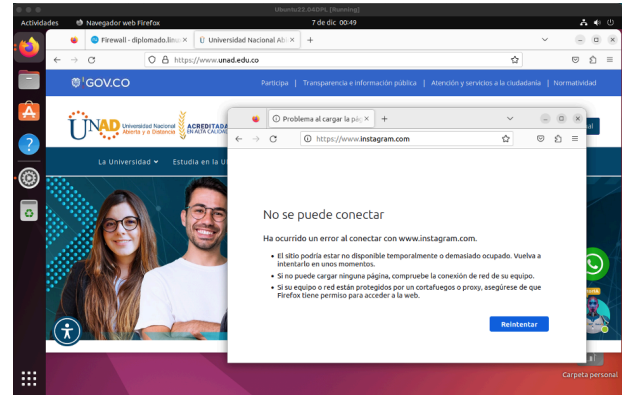 Ubuntu22.04DPL [Running]
Actividades Navegador web Firefox 7 de dic 00:49
Firewall - diplomado.linu × Universidad Nacional Ab × +
https://www.unad.edu.co
GOV.CO Participa | Transparencia e información pública | Atención y servicios a la ciudadanía | Normatividad
UNAD Universidad Nacional
Abierta y a Distancia
ACREDITADA
EN ALTA CALIDAD
La Universidad Estudia en la U
Problema al cargar la pág × +
https://www.instagram.com
No se puede conectar
Ha ocurrido un error al conectar con www.instagram.com.
• El sitio podría estar no disponible temporalmente o demasiado ocupado. Vuelva a
intentarlo en unos momentos.
• Si no puede cargar ninguna página, compruebe la conexión de red de su equipo.
• Si su equipo o red están protegidos por un cortafuegos o proxy, asegúrese de que
Firefox tiene permiso para acceder a la web.
Reintentar
Carpeta personal